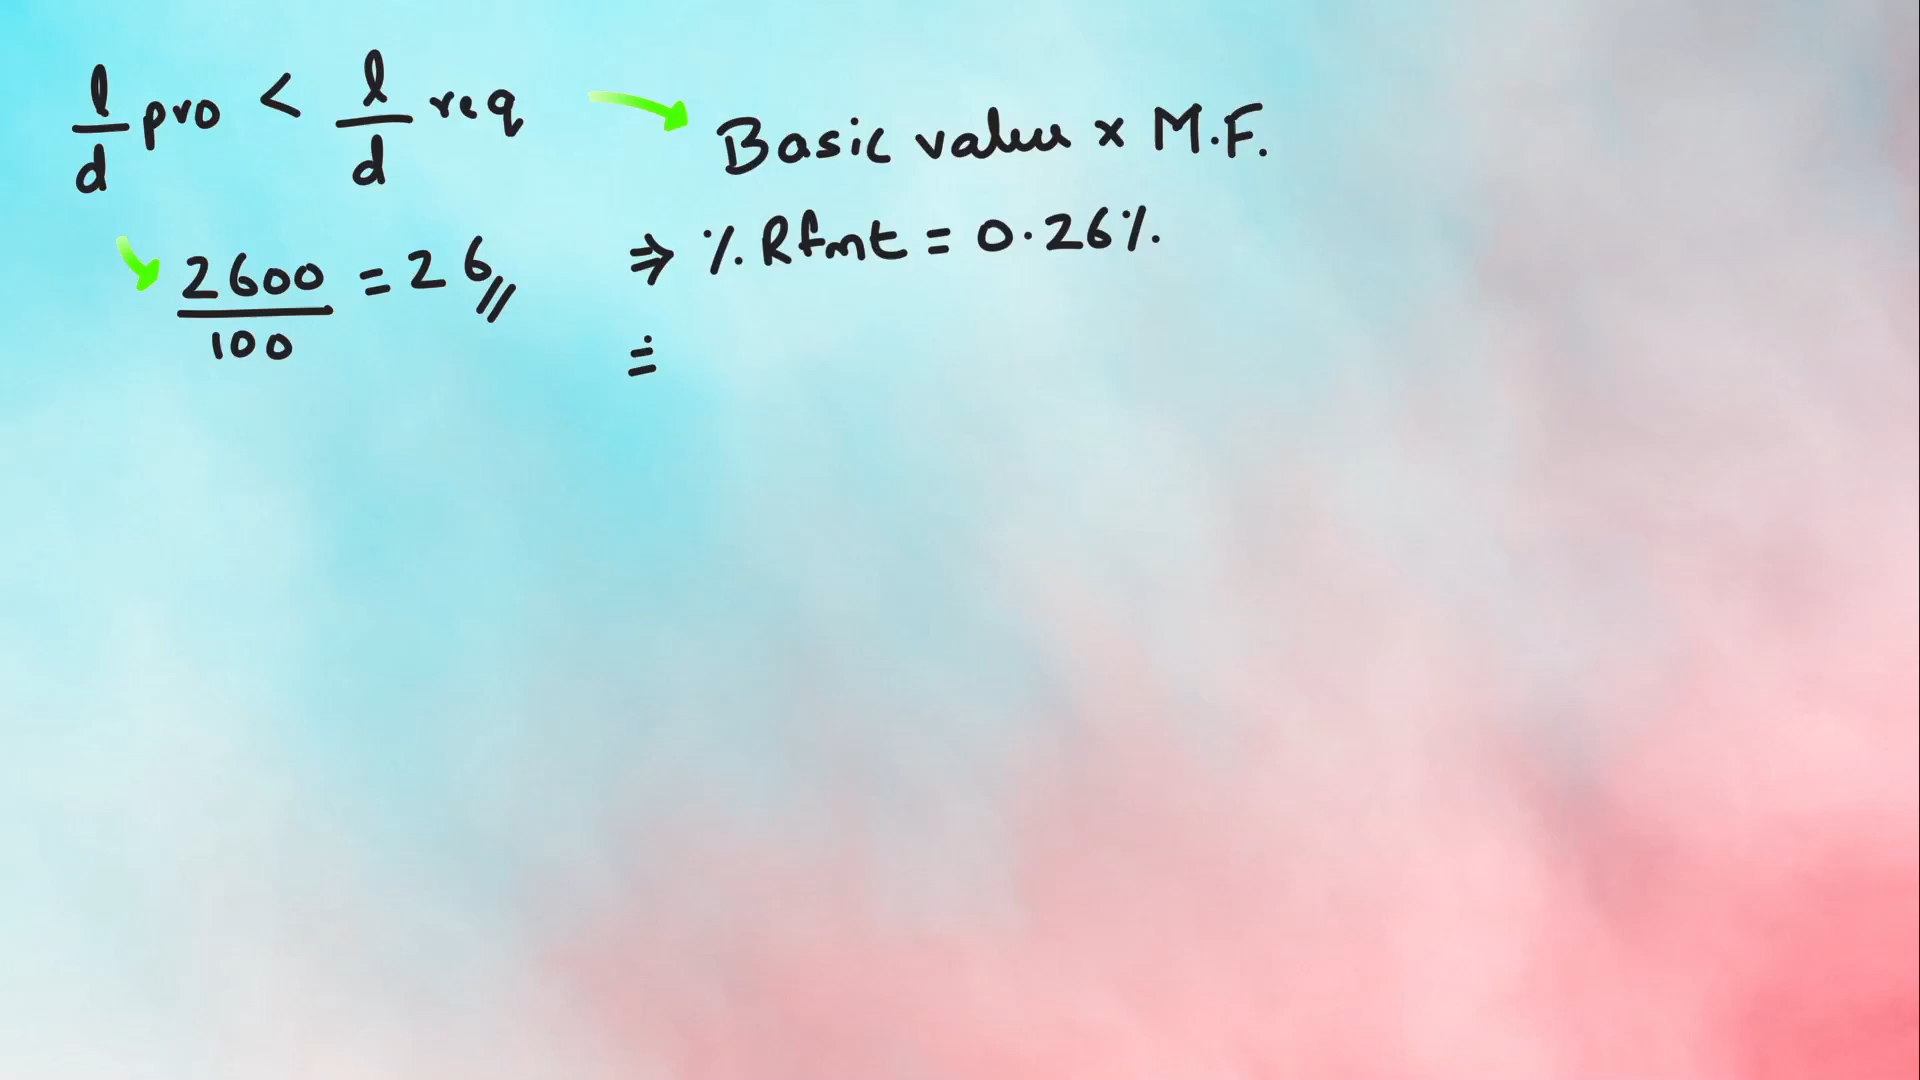 l/d pro < l/d req
Basic value x M.F.
2600/100 = 26//
⇒ % Rfmt = 0.26%.
=